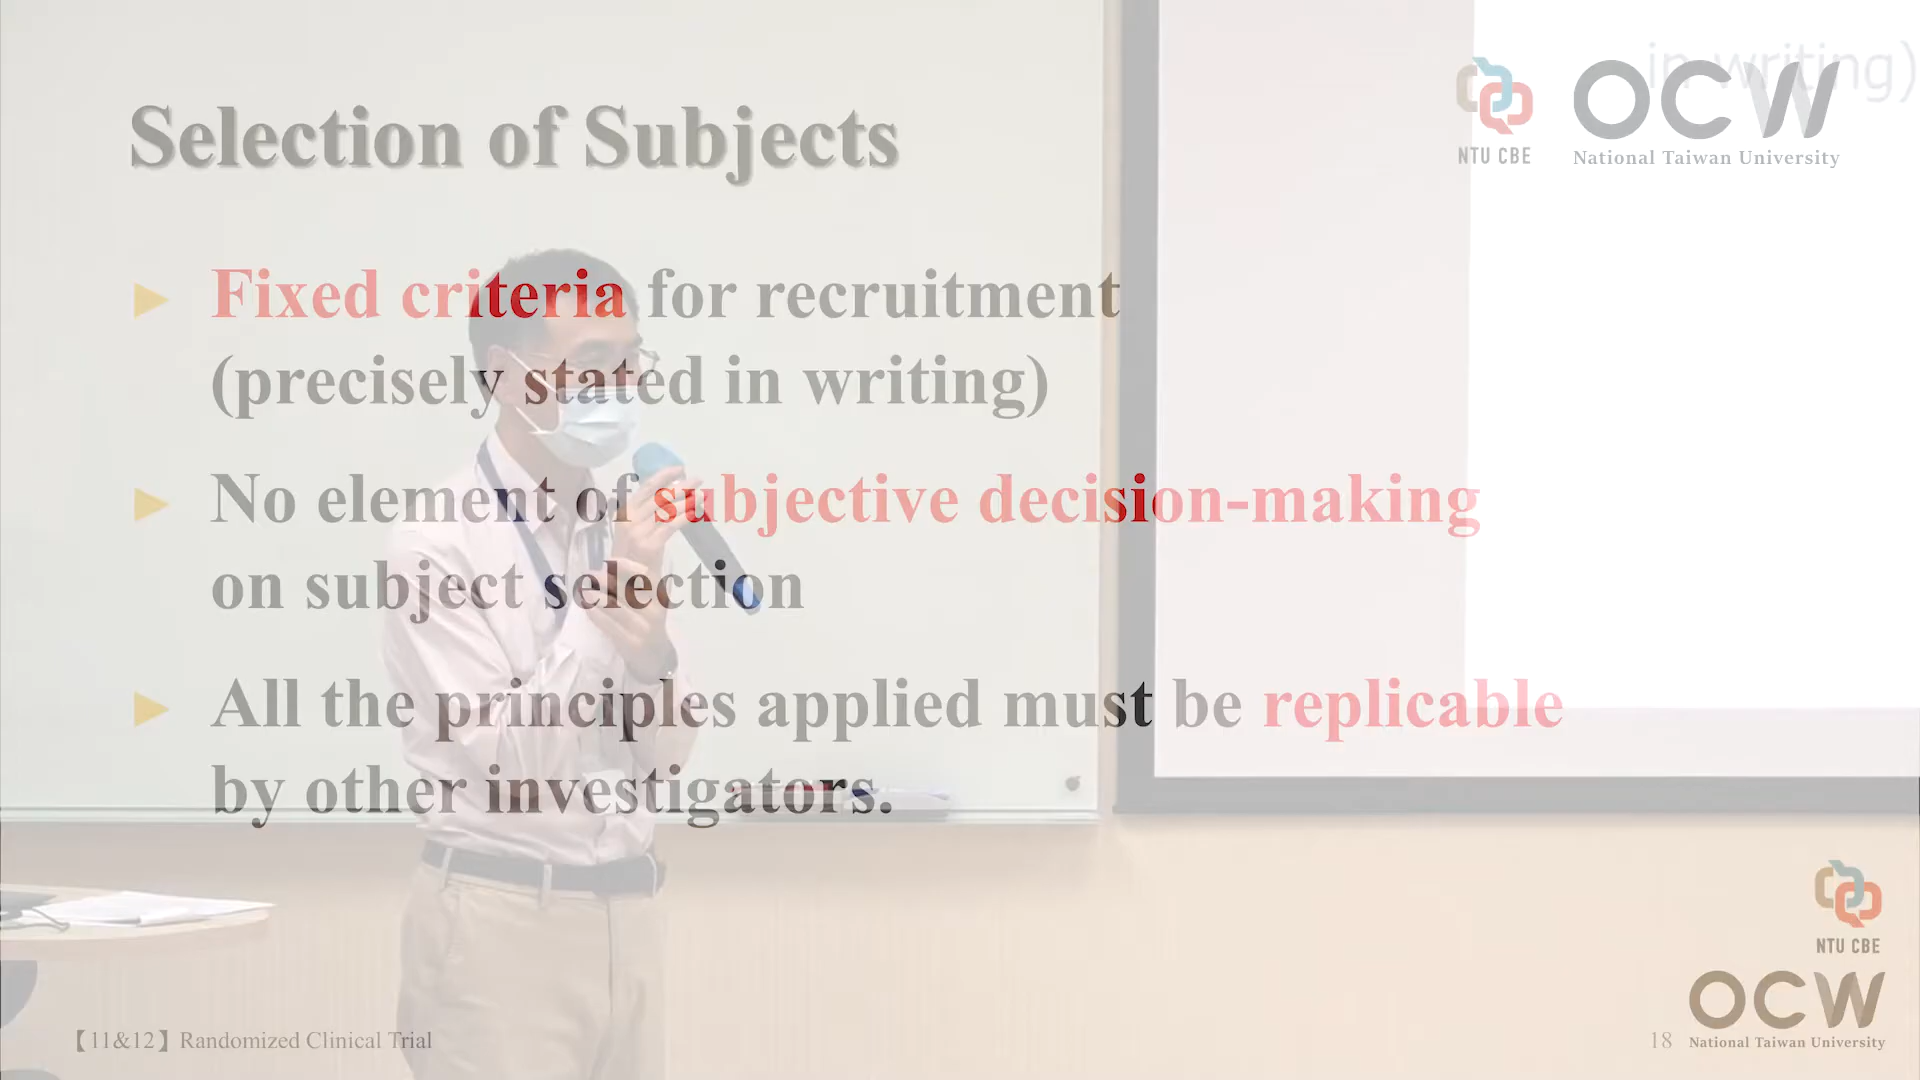 in writing)
NTU CBE
OCW
National Taiwan University
Selection of Subjects
Fixed criteria for recruitment
(precisely stated in writing)
No element of subjective decision-making
on subject selection
All the principles applied must be replicable
by other investigators.
NTU CBE
OCW
National Taiwan University
【11&12】Randomized Clinical Trial
18